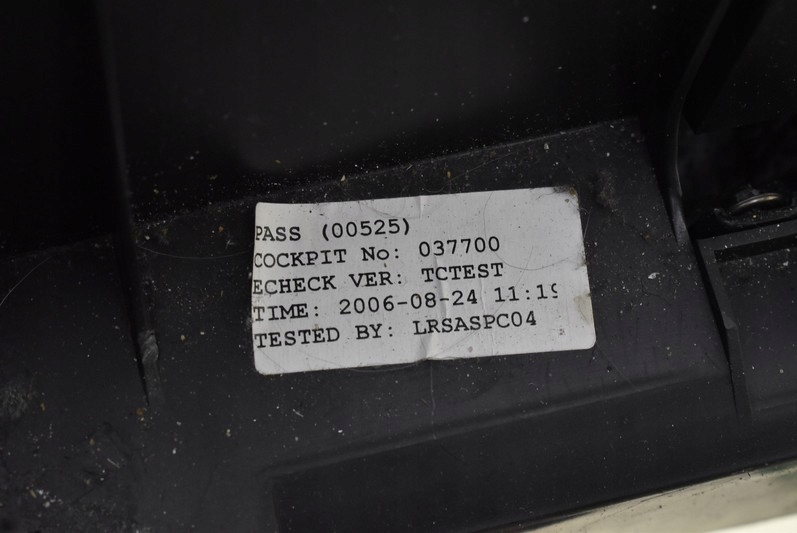 PASS (00525)
COCKPIT No: 037700
ECHECK VER: TCTEST
TIME: 2006-08-24 11:19
TESTED BY: LRSASPC04